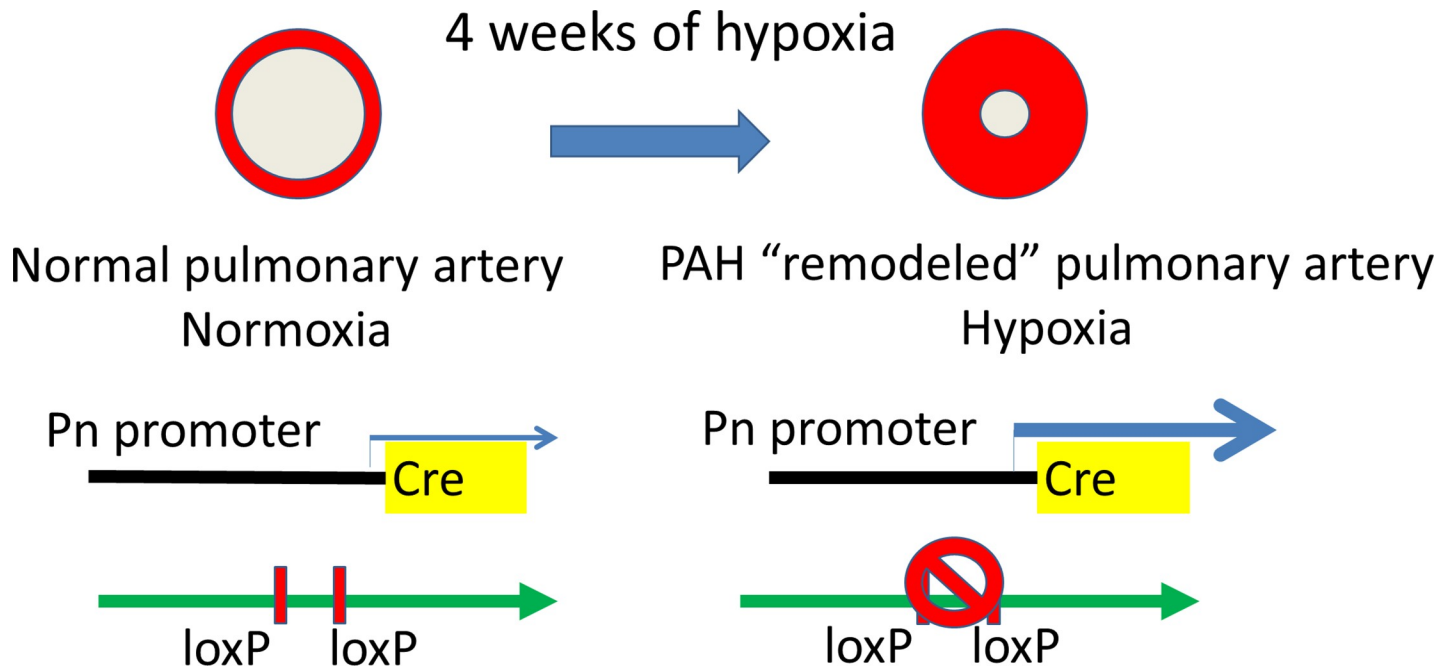 4 weeks of hypoxia
Normal pulmonary artery
Normoxia
PAH “remodeled” pulmonary artery
Hypoxia
Pn promoter
Cre
loxP loxP
Pn promoter
Cre
loxP loxP